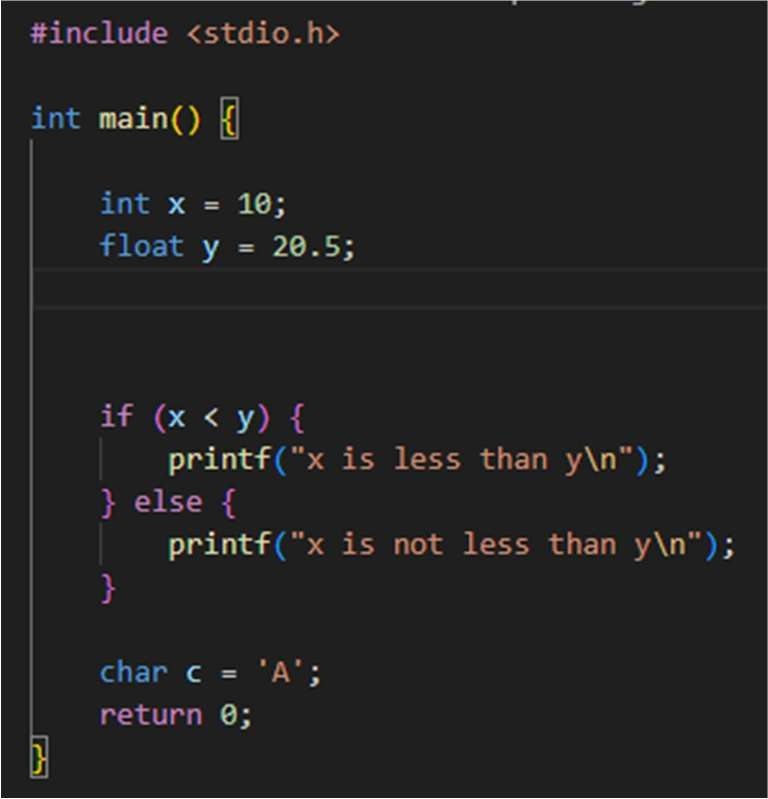 #include <stdio.h>
int main() {
int x = 10;
float y = 20.5;
if (x < y) {
printf("x is less than y\n");
} else {
printf("x is not less than y\n");
}
char c = 'A';
return 0;
}